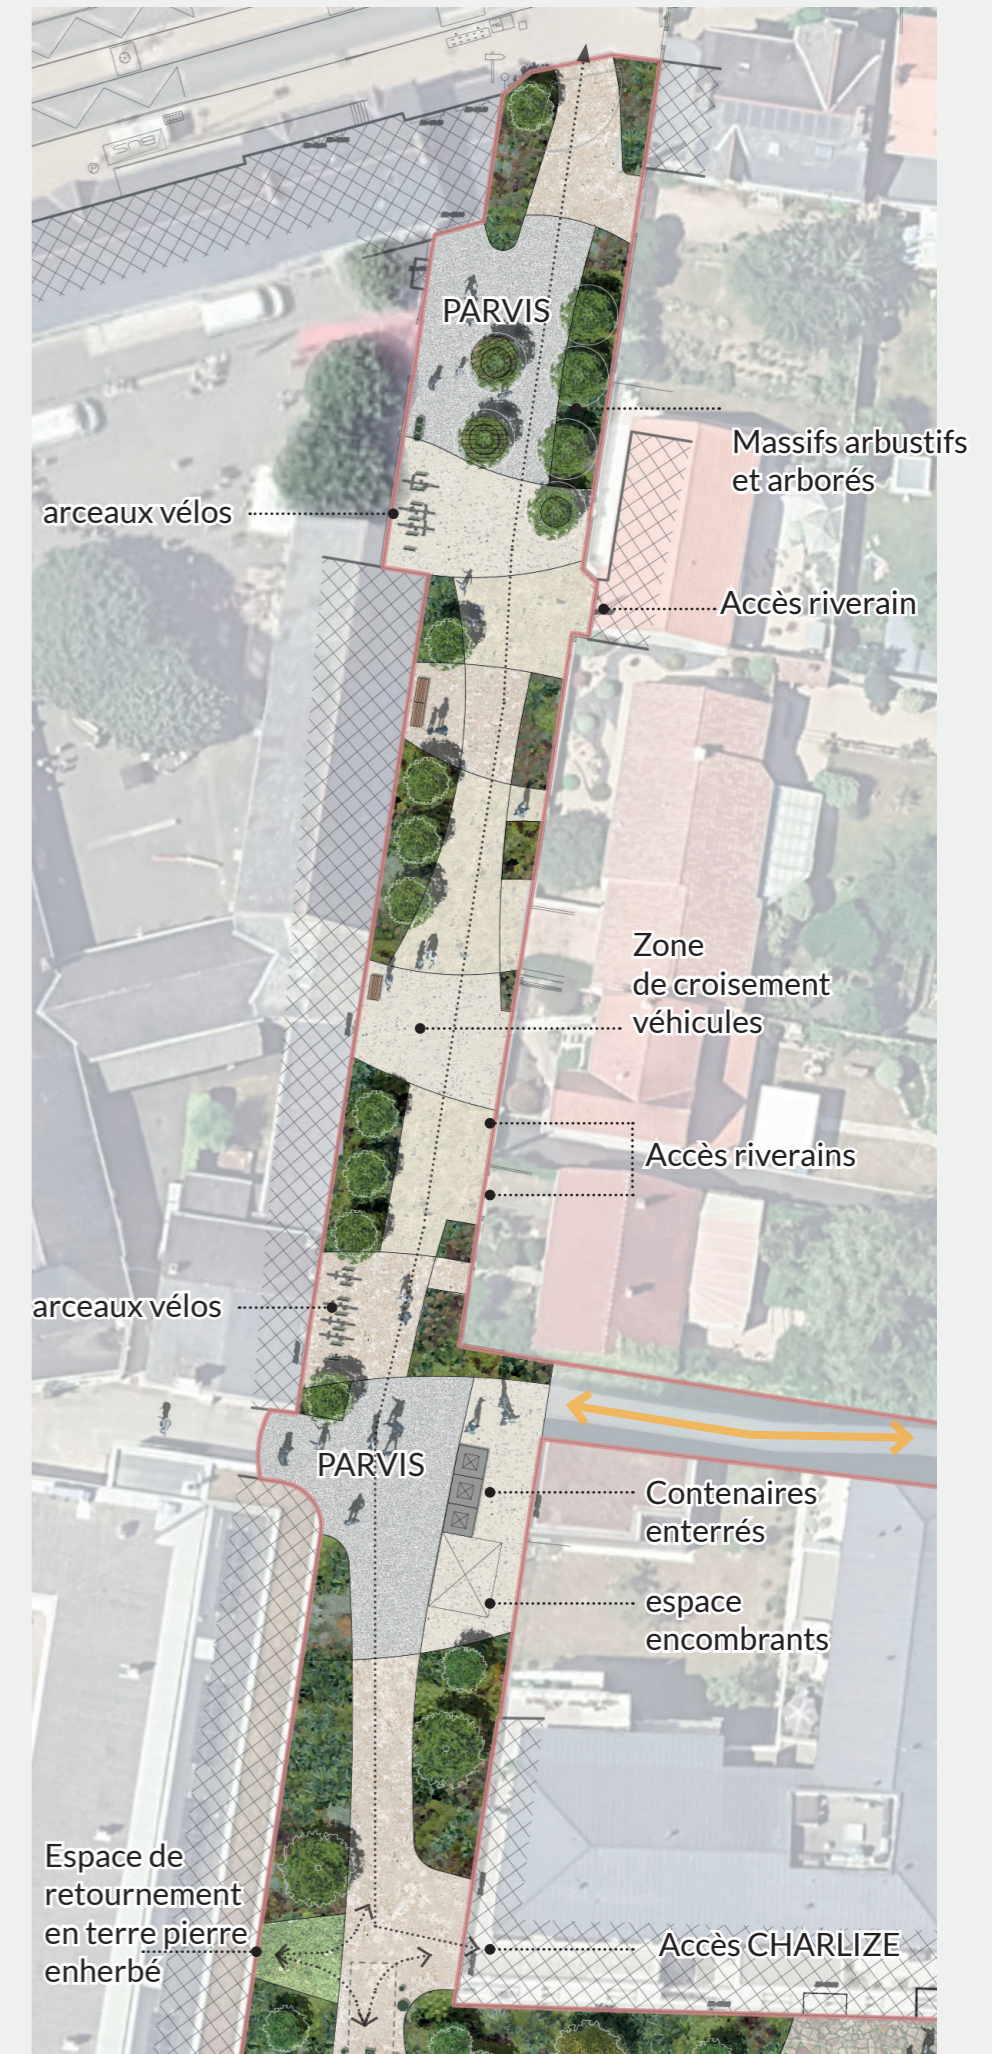 BUS
PARVIS
Massifs arbustifs
et arborés
arceaux vélos
Accès riverain
Zone
de croisement
véhicules
Accès riverains
arceaux vélos
PARVIS
Contenaires
enterrés
espace
encombrants
Espace de
retournement
en terre pierre
enherbé
Accès CHARLIZE